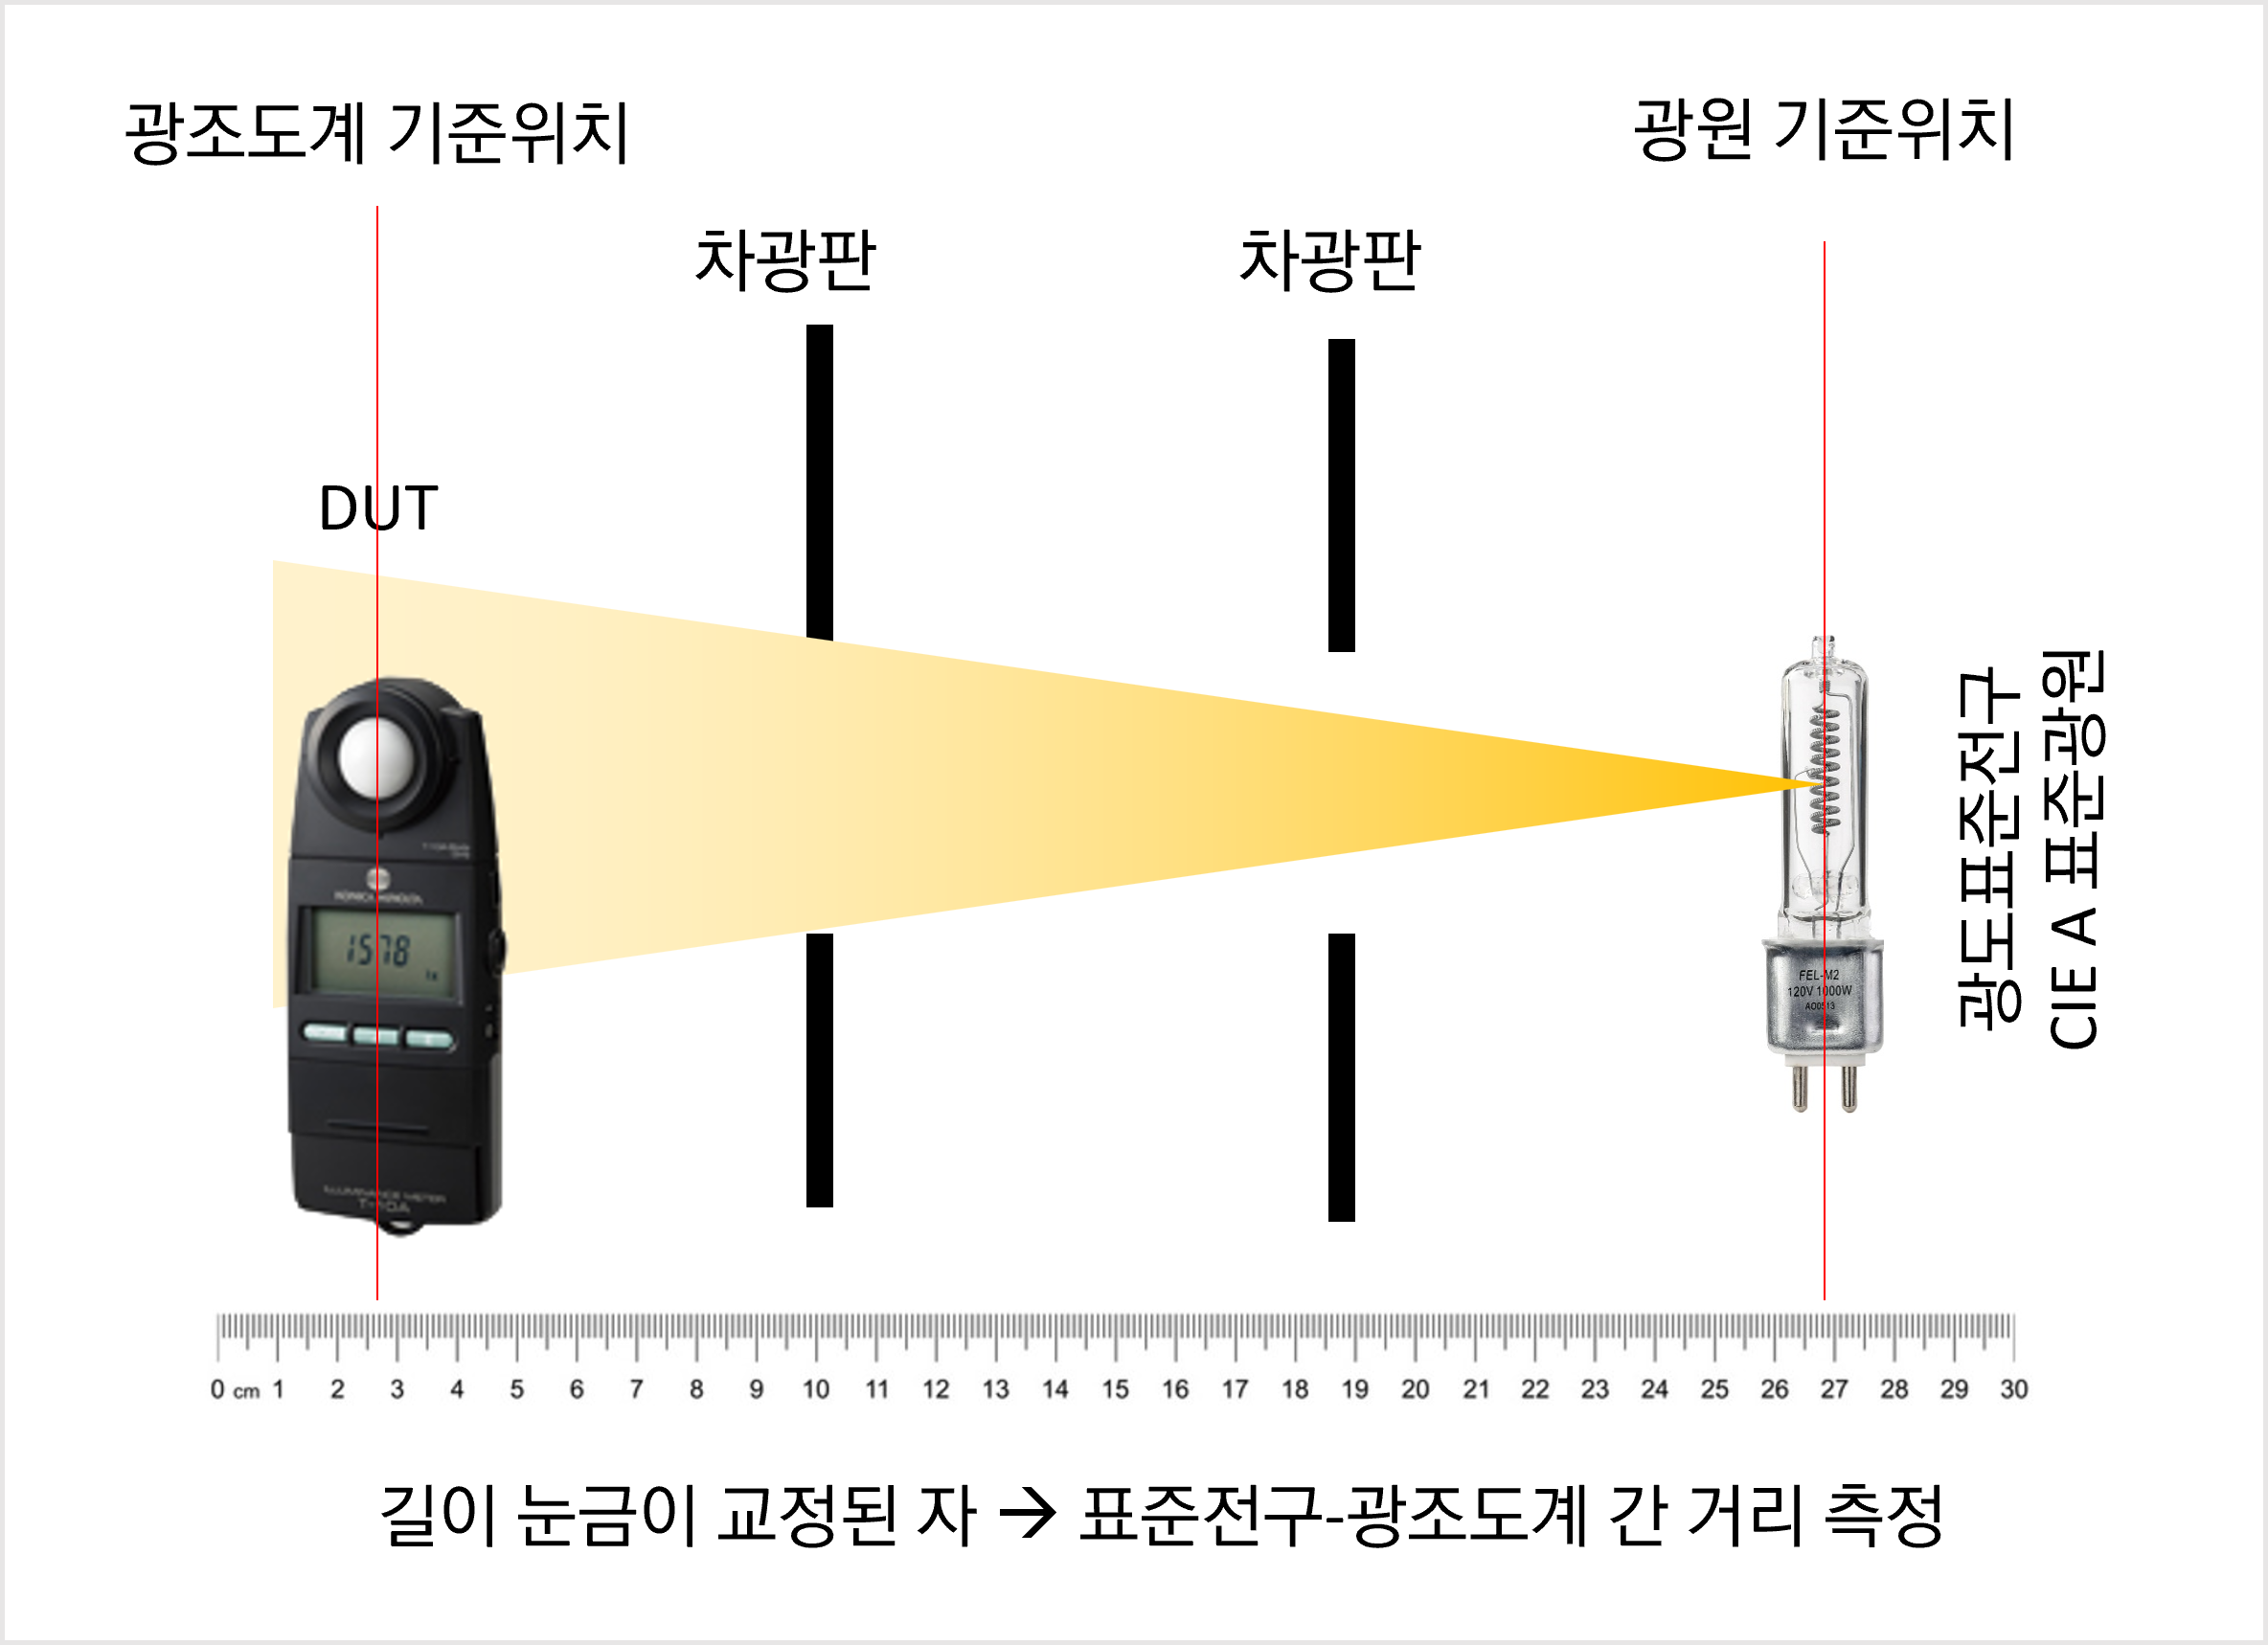 광조도계 기준위치
광원 기준위치
차광판
차광판
DUT
광도표준전구
CIE A 표준광원
KONICA MINOLTA
1578
lx
FEL-M2
120V 1000W
ILLUMINANCE METER
T-10A
0 cm 1 2 3 4 5 6 7 8 9 10 11 12 13 14 15 16 17 18 19 20 21 22 23 24 25 26 27 28 29 30
길이 눈금이 교정된 자 → 표준전구-광조도계 간 거리 측정